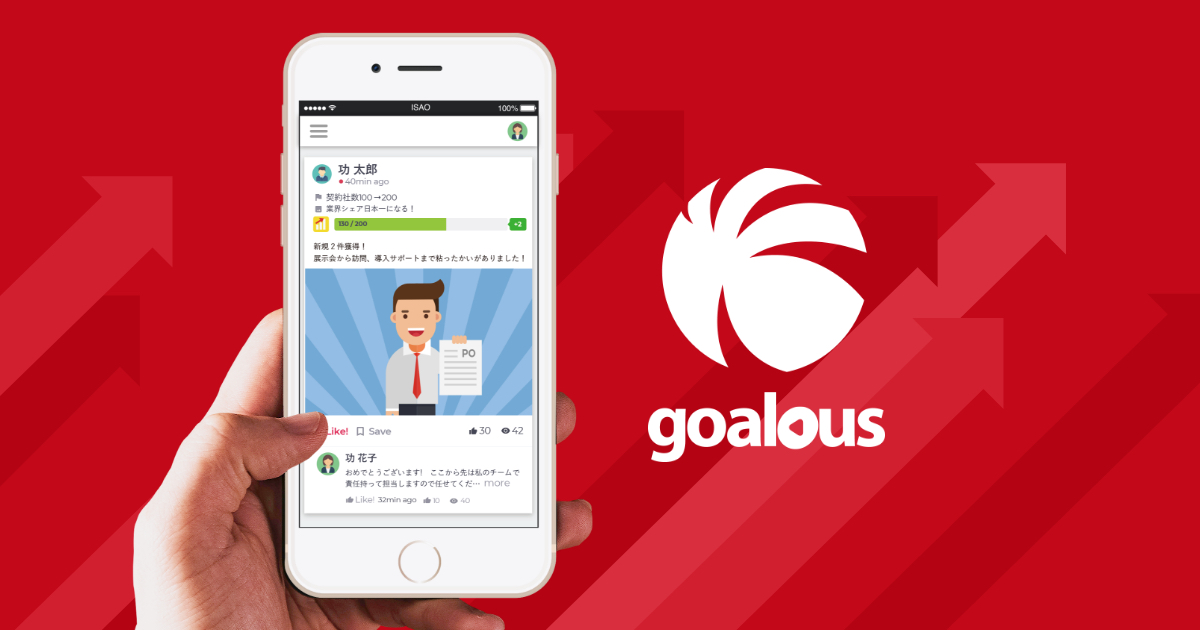 ISAO
100%
功 太郎
40min ago
契約社数100→200
業界シェア日本一になる！
130 / 200
+2
新規２件獲得！
展示会から訪問、導入サポートまで粘ったかいがありました！
PO
Like!
Save
30
42
功 花子
おめでとうございます!　ここから先は私のチームで
責任持って担当しますので任せてくだ… more
Like! 32min ago 10 40
goalous